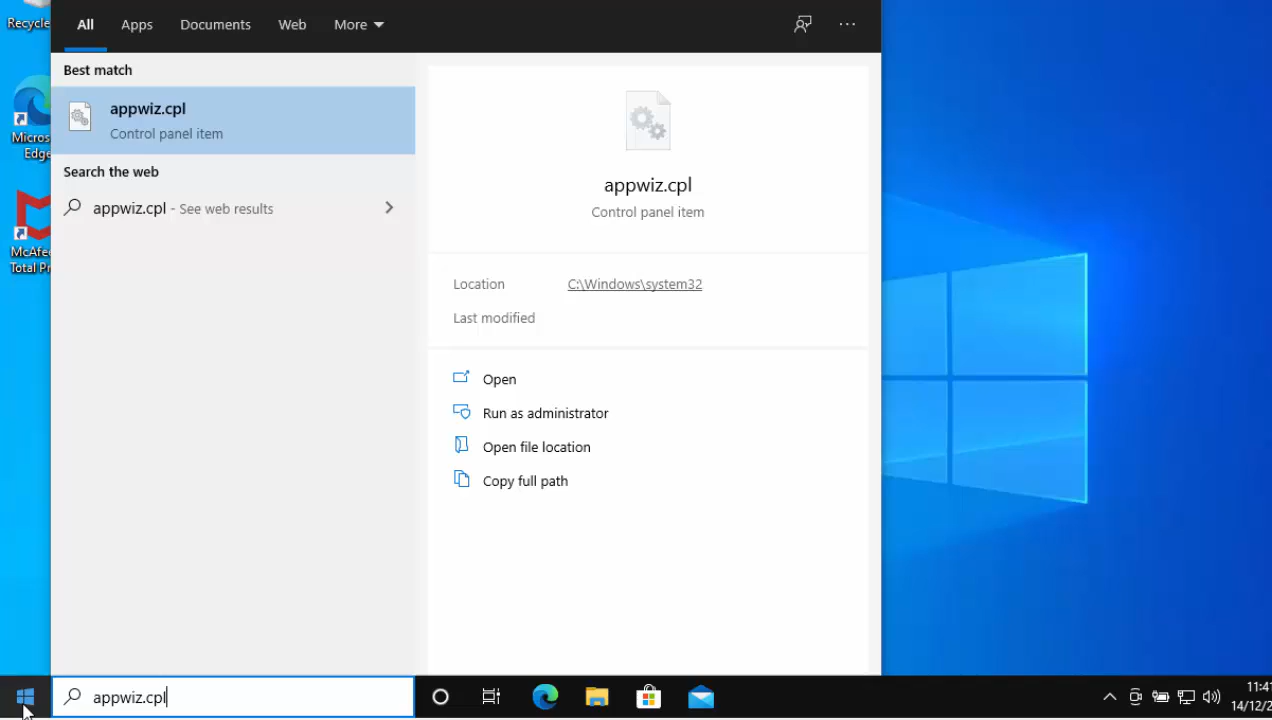 Recycle
All Apps Documents Web More
Best match
appwiz.cpl
Control panel item
Search the web
appwiz.cpl - See web results
appwiz.cpl
Control panel item
Location C:\Windows\system32
Last modified
Open
Run as administrator
Open file location
Copy full path
Micros
Edge
McAfe
Total Pr
appwiz.cpl
11:41
14/12/2